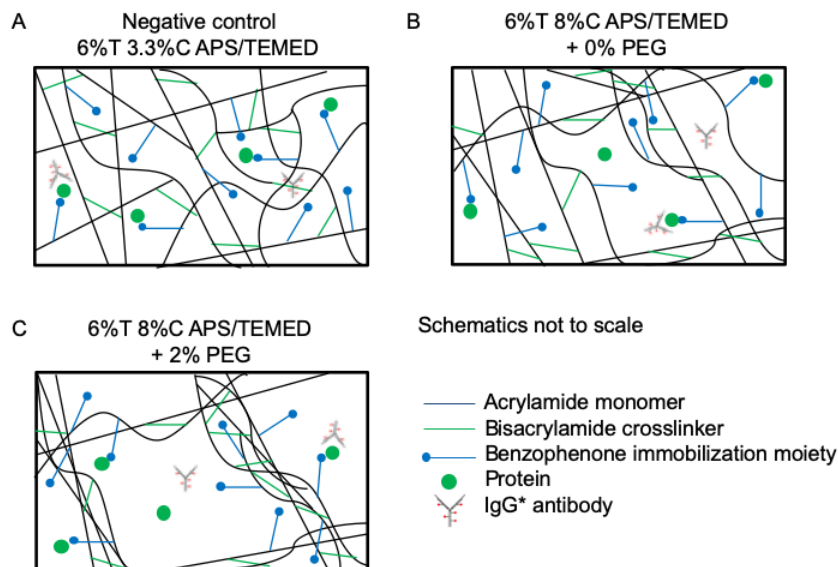 A
Negative control
6%T 3.3%C APS/TEMED
B
6%T 8%C APS/TEMED
+ 0% PEG
C
6%T 8%C APS/TEMED
+ 2% PEG
Schematics not to scale
Acrylamide monomer
Bisacrylamide crosslinker
Benzophenone immobilization moiety
Protein
IgG* antibody